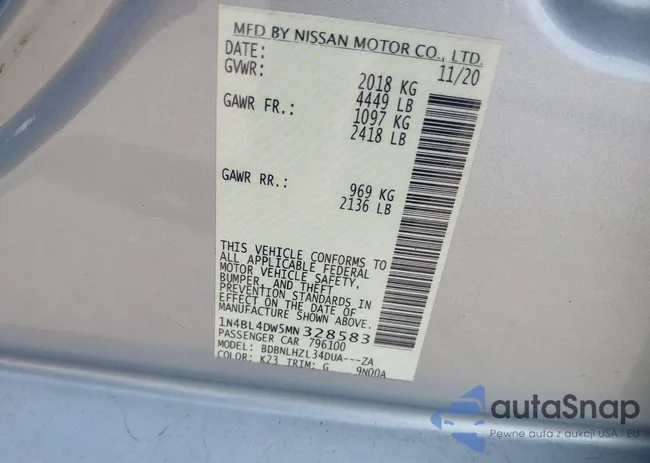 MFD BY NISSAN MOTOR CO., LTD.
DATE: 11/20
GVWR: 2018 KG
4449 LB
GAWR FR.: 1097 KG
2418 LB
GAWR RR.: 969 KG
2136 LB
THIS VEHICLE CONFORMS TO
ALL APPLICABLE FEDERAL
MOTOR VEHICLE SAFETY,
BUMPER, AND THEFT
PREVENTION STANDARDS IN
EFFECT ON THE DATE OF
MANUFACTURE SHOWN ABOVE.
1N4BL4DW5MN328583
PASSENGER CAR 796100
MODEL: BDBNLHZL34DUA---ZA
COLOR: K23 TRIM: G 9N00A
autaSnap
Pewne auta z aukcji USA i EU